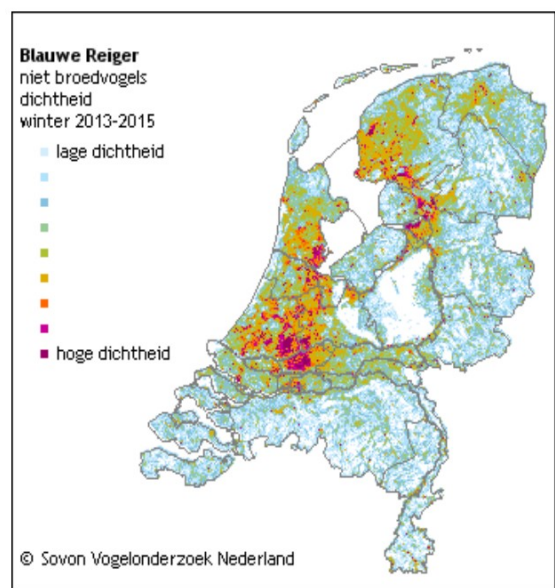 Blauwe Reiger
niet broedvogels
dichtheid
winter 2013-2015
lage dichtheid
hoge dichtheid
© Sovon Vogelonderzoek Nederland